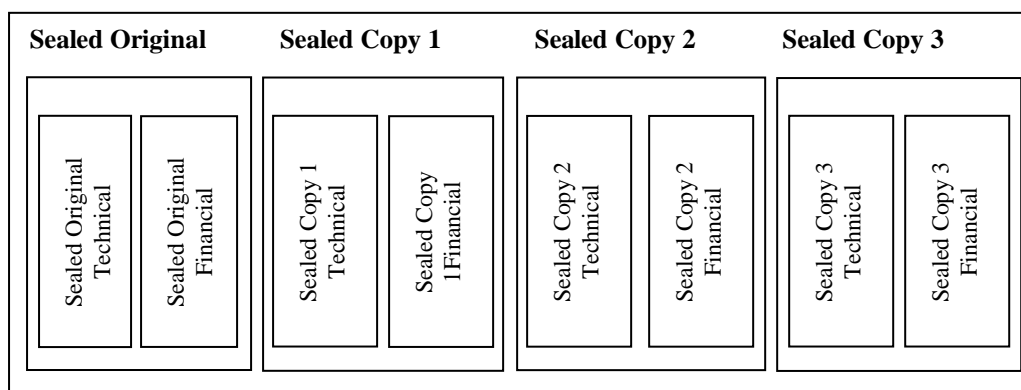 Sealed Original
Sealed Copy 1
Sealed Copy 2
Sealed Copy 3
Sealed Original
Technical
Sealed Original
Financial
Sealed Copy 1
Technical
Sealed Copy
1Financial
Sealed Copy 2
Technical
Sealed Copy 2
Financial
Sealed Copy 3
Technical
Sealed Copy 3
Financial